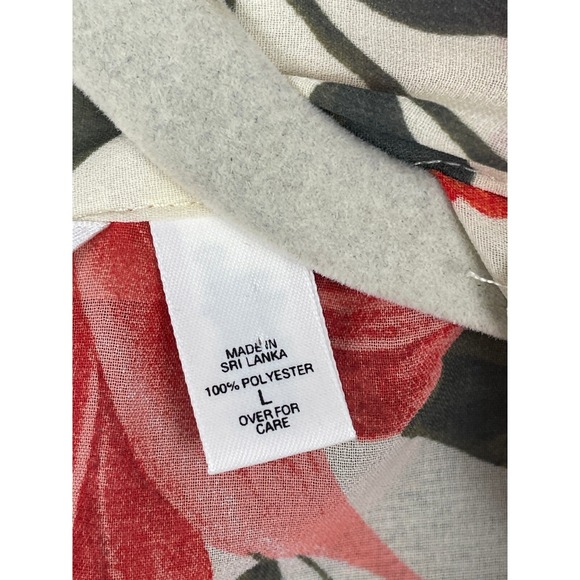 MADE IN
SRI LANKA
100% POLYESTER
L
OVER FOR
CARE